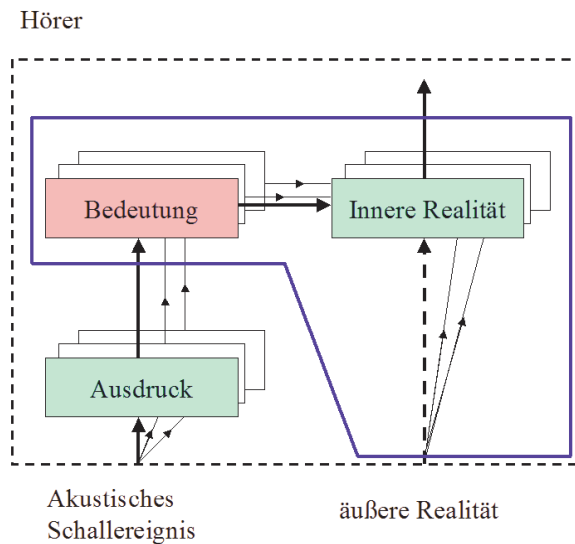 Hörer
Bedeutung
Innere Realität
Ausdruck
Akustisches
Schallereignis
äußere Realität